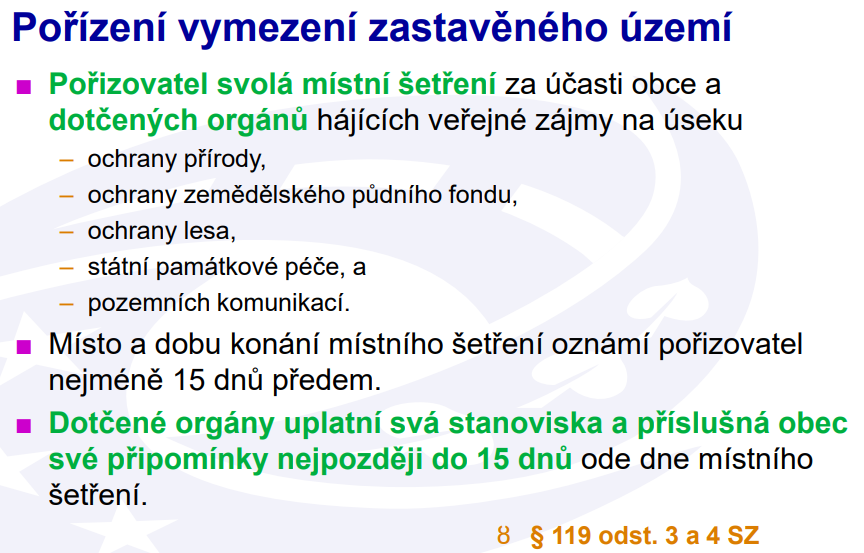 Pořízení vymezení zastavěného území
Pořizovatel svolá místní šetření za účasti obce a
dotčených orgánů hájících veřejné zájmy na úseku
– ochrany přírody,
– ochrany zemědělského půdního fondu,
– ochrany lesa,
– státní památkové péče, a
– pozemních komunikací.
Místo a dobu konání místního šetření oznámí pořizovatel
nejméně 15 dnů předem.
Dotčené orgány uplatní svá stanoviska a příslušná obec
své připomínky nejpozději do 15 dnů ode dne místního
šetření.
8 § 119 odst. 3 a 4 SZ